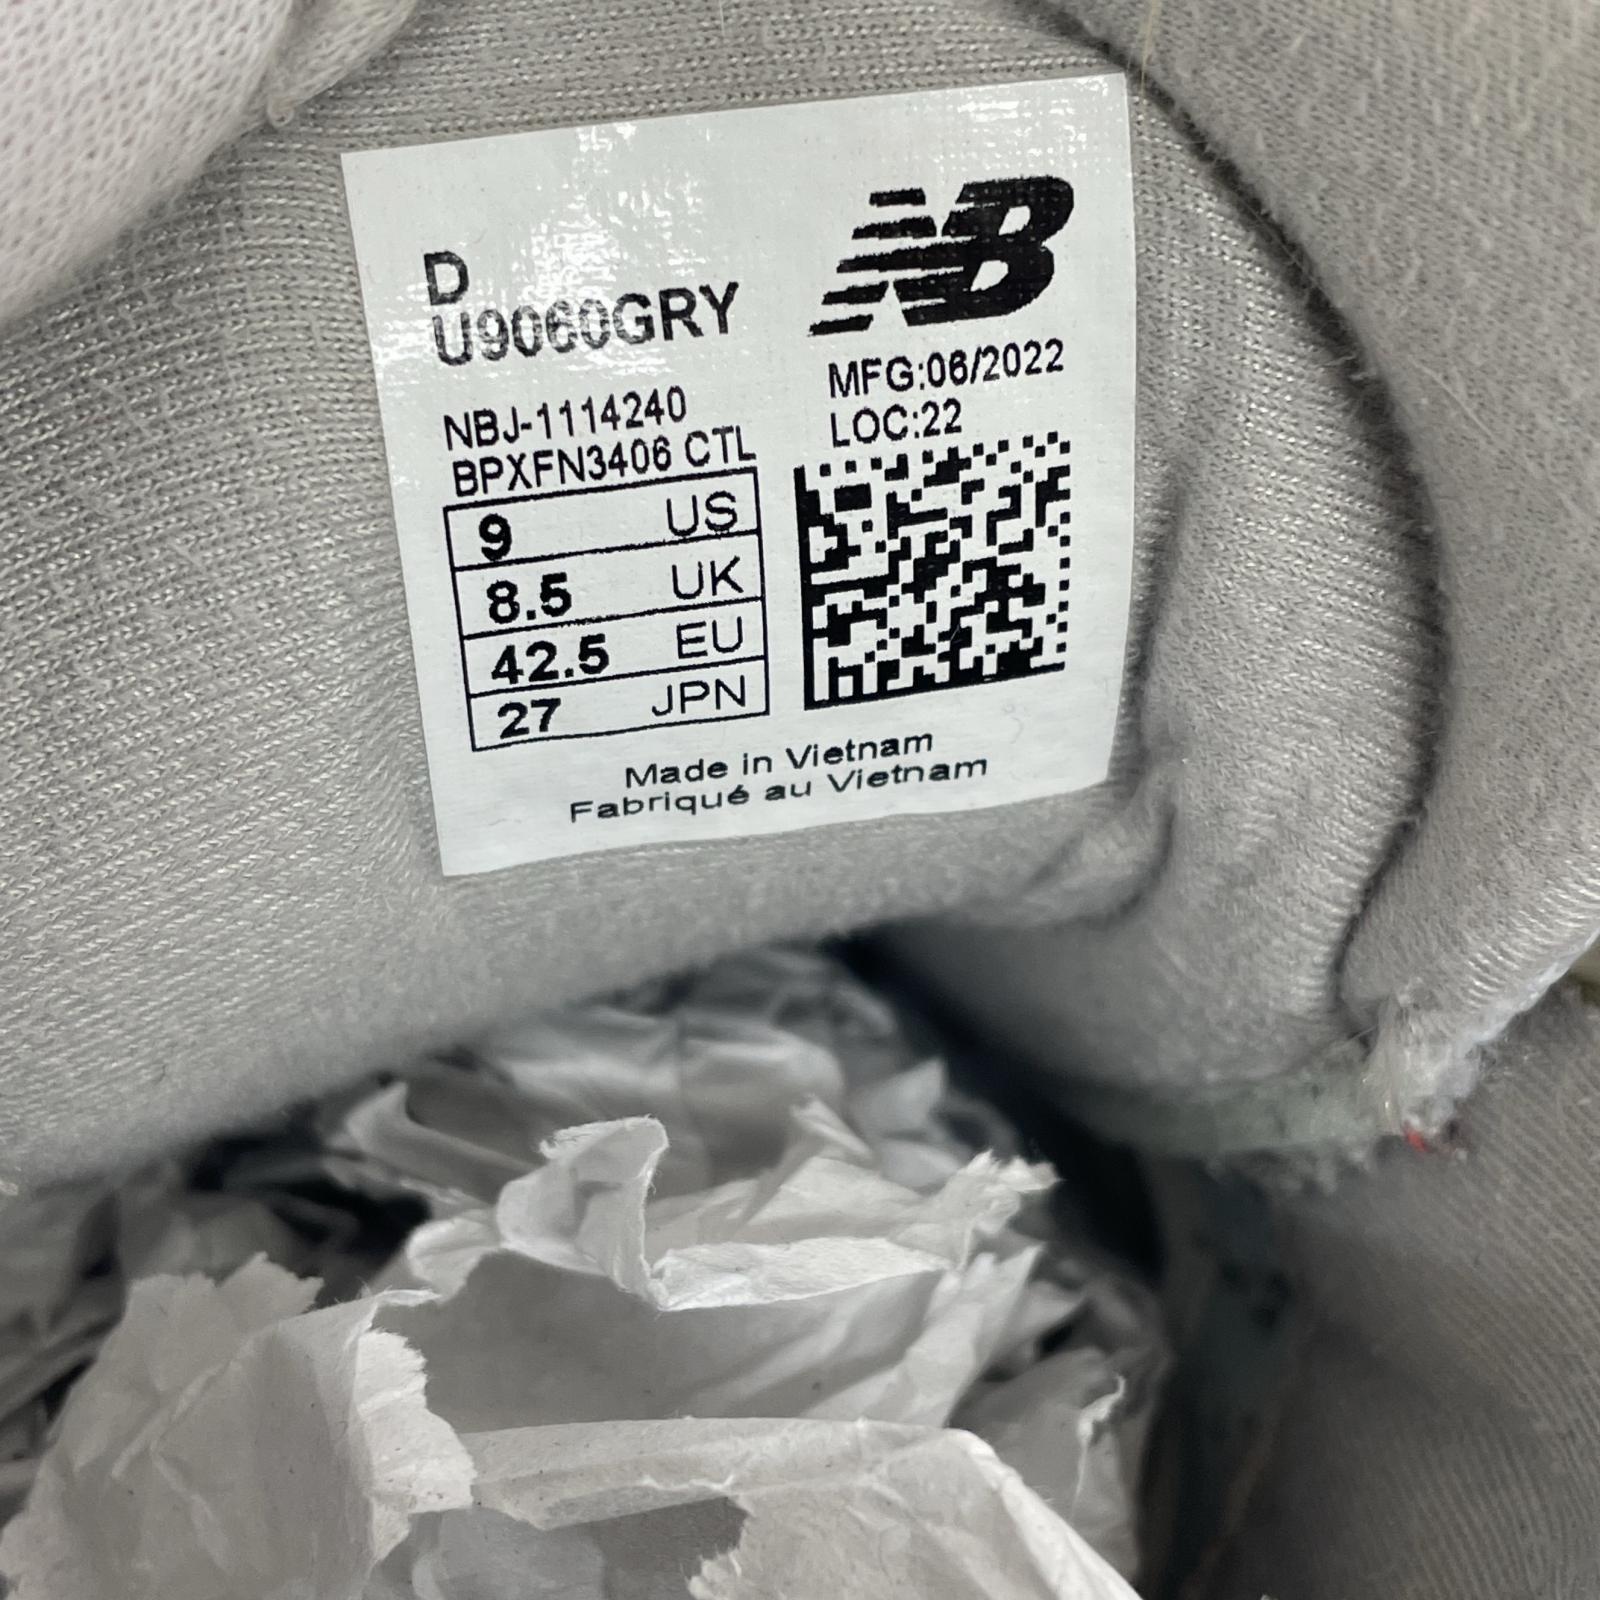 D
U9060GRY
NBJ-1114240
BPXFN3406 CTL
9 US
8.5 UK
42.5 EU
27 JPN
NB
MFG:06/2022
LOC:22
Made in Vietnam
Fabriqué au Vietnam